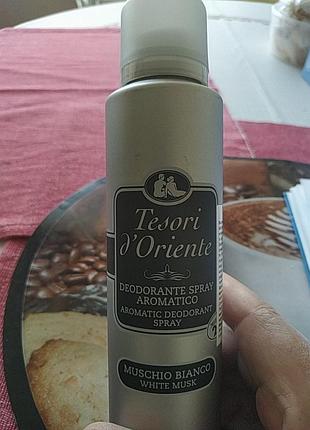 Tesori
d'Oriente
DEODORANTE SPRAY
AROMATICO
AROMATIC DEODORANT
SPRAY
MUSCHIO BIANCO
WHITE MUSK